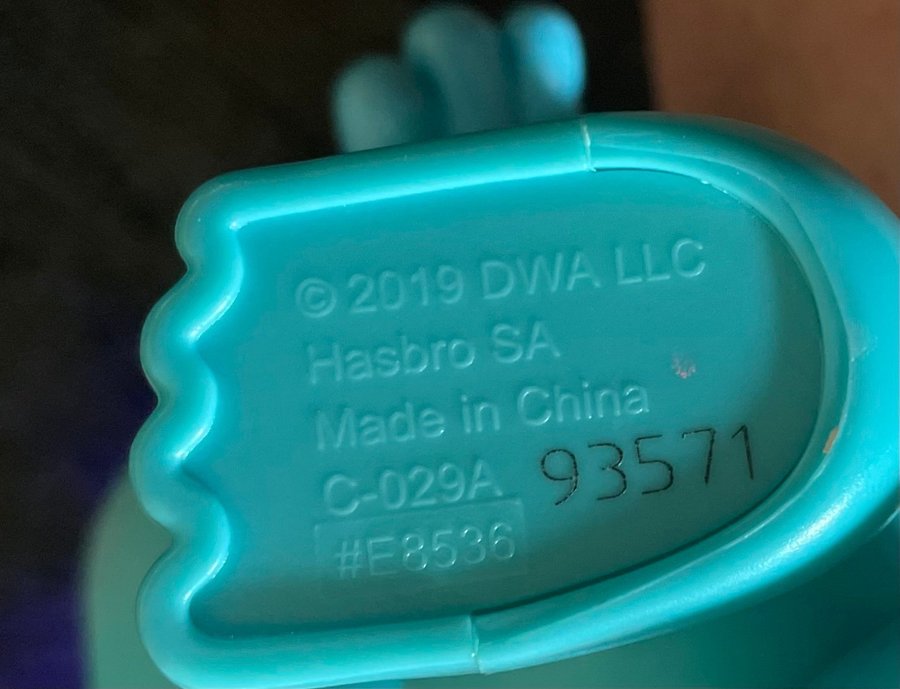 © 2019 DWA LLC
Hasbro SA
Made in China
C-029A 93571
#E8536